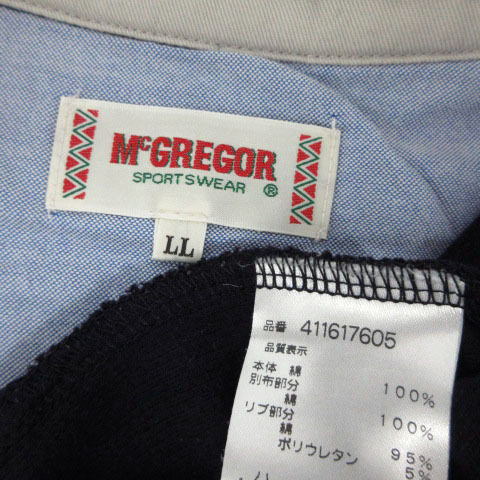 McGREGOR
SPORTSWEAR ®
LL
品番 411617605
品質表示
本体 綿 100%
別布部分
綿 100%
リブ部分
綿 95%
ポリウレタン 5%